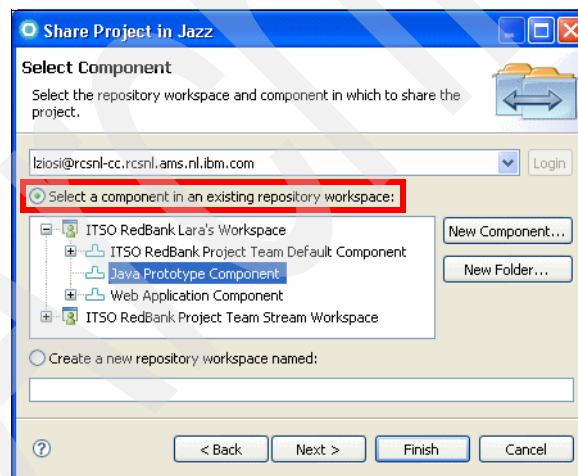 Share Project in Jazz
Select Component
Select the repository workspace and component in which to share the
project.
lziosi@rcsnl-cc.rcsnl.ams.nl.ibm.com
Login
Select a component in an existing repository workspace:
ITSO RedBank Lara's Workspace
New Component...
ITSO RedBank Project Team Default Component
Java Prototype Component
New Folder...
Web Application Component
ITSO RedBank Project Team Stream Workspace
Create a new repository workspace named:
?
< Back
Next >
Finish
Cancel